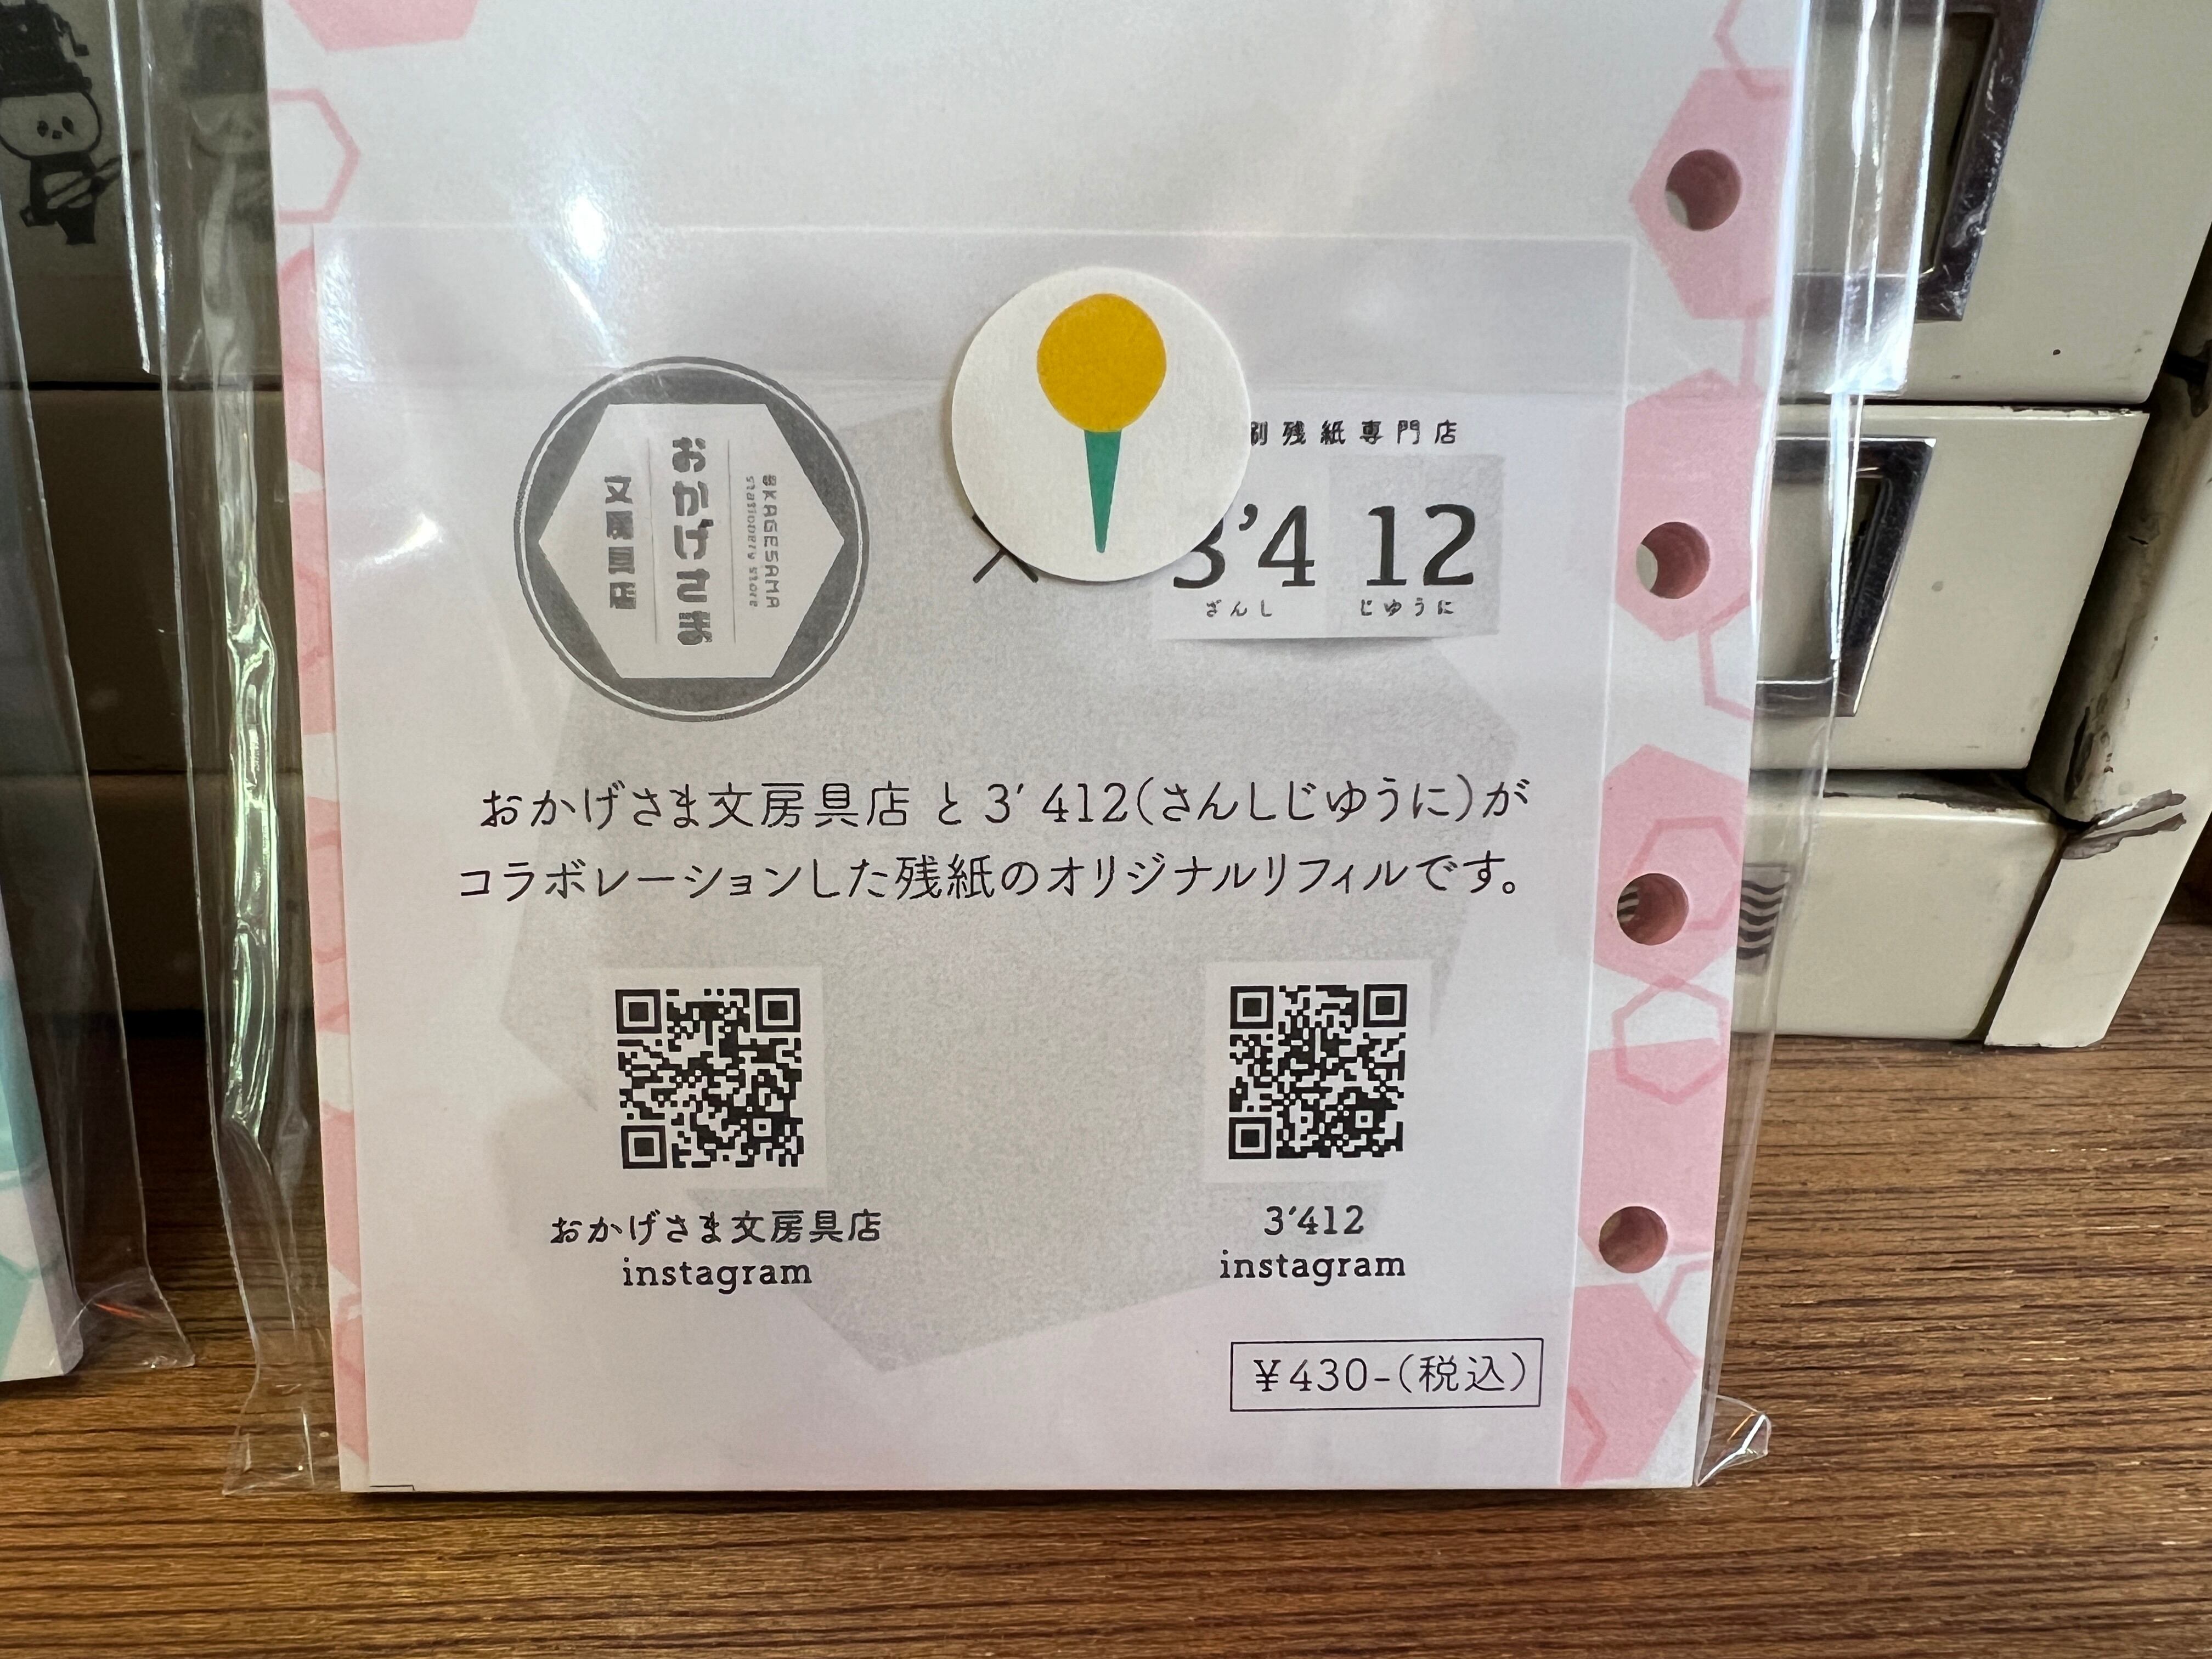 おかげさま
文房具店
OKAGESAMA
stationary store
刷残紙専門店
3’4 12
ざんし じゆうに
おかげさま文房具店 と 3’412(さんしじゆうに)が
コラボレーションした残紙のオリジナルリフィルです。
おかげさま文房具店
instagram
3’412
instagram
¥430-(税込)